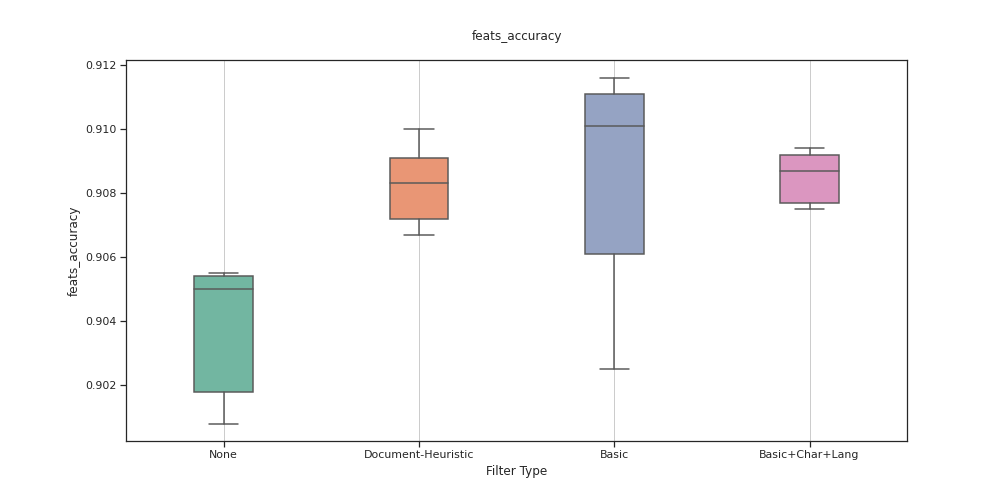 feats_accuracy
0.912
0.910
0.908
0.906
0.904
0.902
feats_accuracy
None
Document-Heuristic
Basic
Basic+Char+Lang
Filter Type